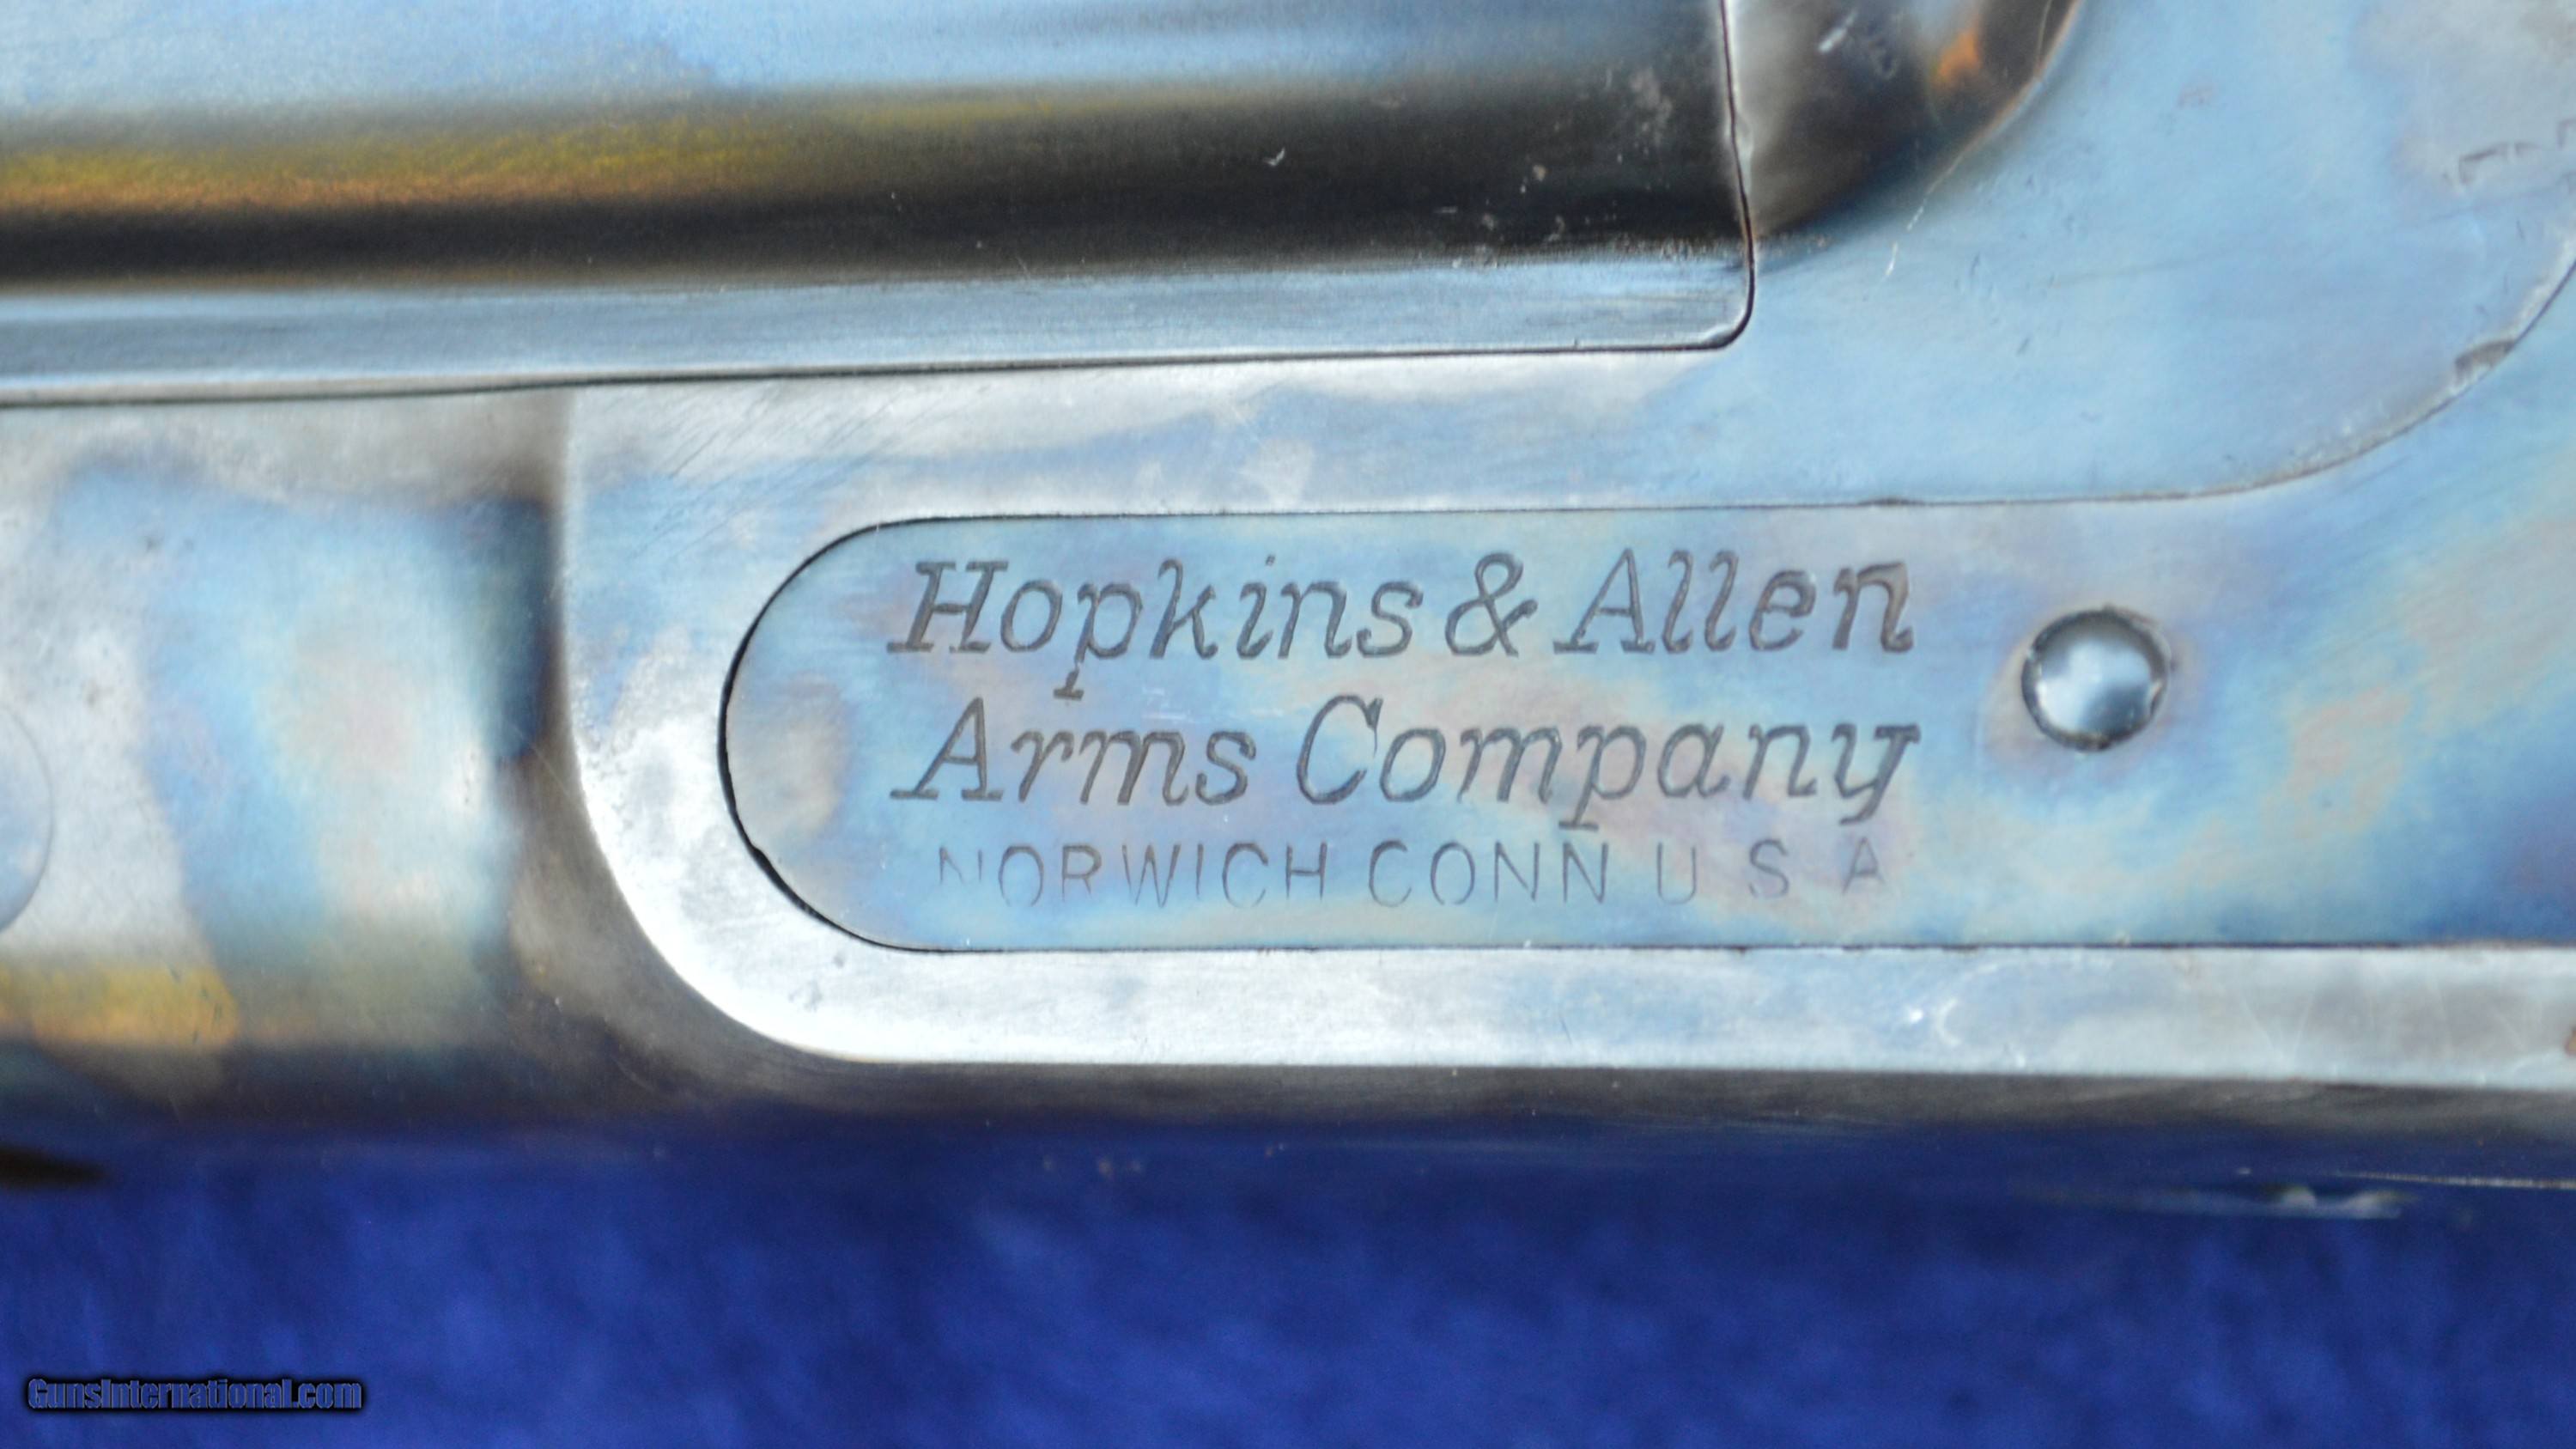 Hopkins & Allen
Arms Company
NORWICH CONN U S A
GunsInternational.com